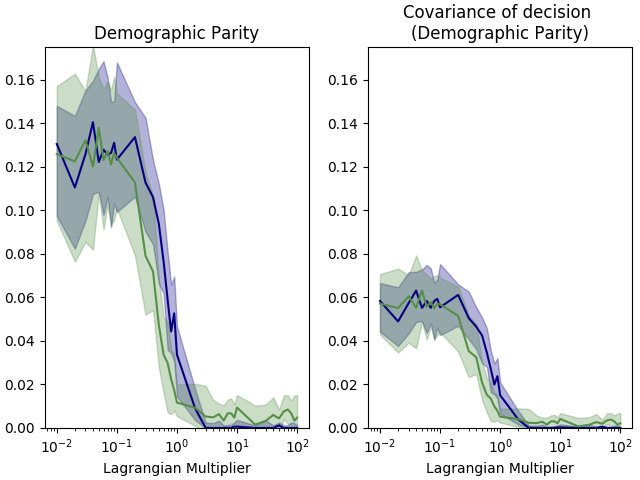 Demographic Parity
0.16
0.14
0.12
0.10
0.08
0.06
0.04
0.02
0.00
10⁻² 10⁻¹ 10⁰ 10¹ 10²
Lagrangian Multiplier
Covariance of decision
(Demographic Parity)
0.16
0.14
0.12
0.10
0.08
0.06
0.04
0.02
0.00
10⁻² 10⁻¹ 10⁰ 10¹ 10²
Lagrangian Multiplier